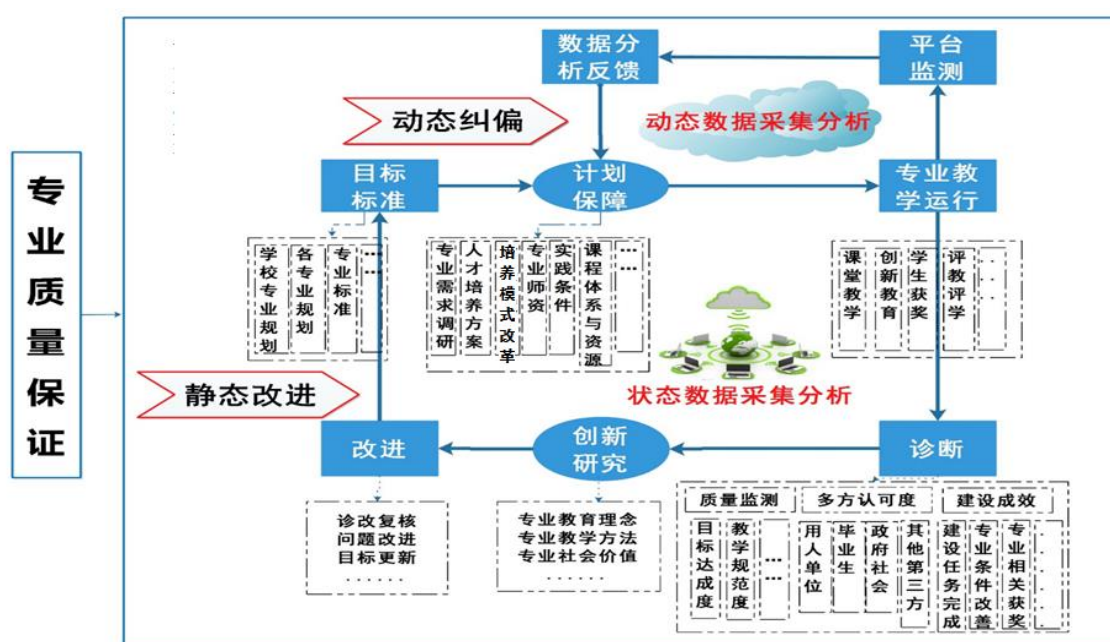 专业质量保证
数据分
析反馈
平台
监测
动态纠偏
动态数据采集分析
目标
标准
计划
保障
专业教
学运行
学校专业规划
各专业规划
专业标准
……
专业需求调研
人才培养方案
培养模式改革
专业师资
实践条件
课程体系与资源
……
课堂教学
创新教育
学生获奖
评教评学
...
静态改进
状态数据采集分析
改进
创新
研究
诊断
诊改复核
问题改进
目标更新
......
专业教育理念
专业教学方法
专业社会价值
......
质量监测
多方认可度
建设成效
目标达成度
教学规范度
……
用人单位
毕业生
政府社会
其他第三方
建设任务完成
专业条件改善
专业相关获奖
....